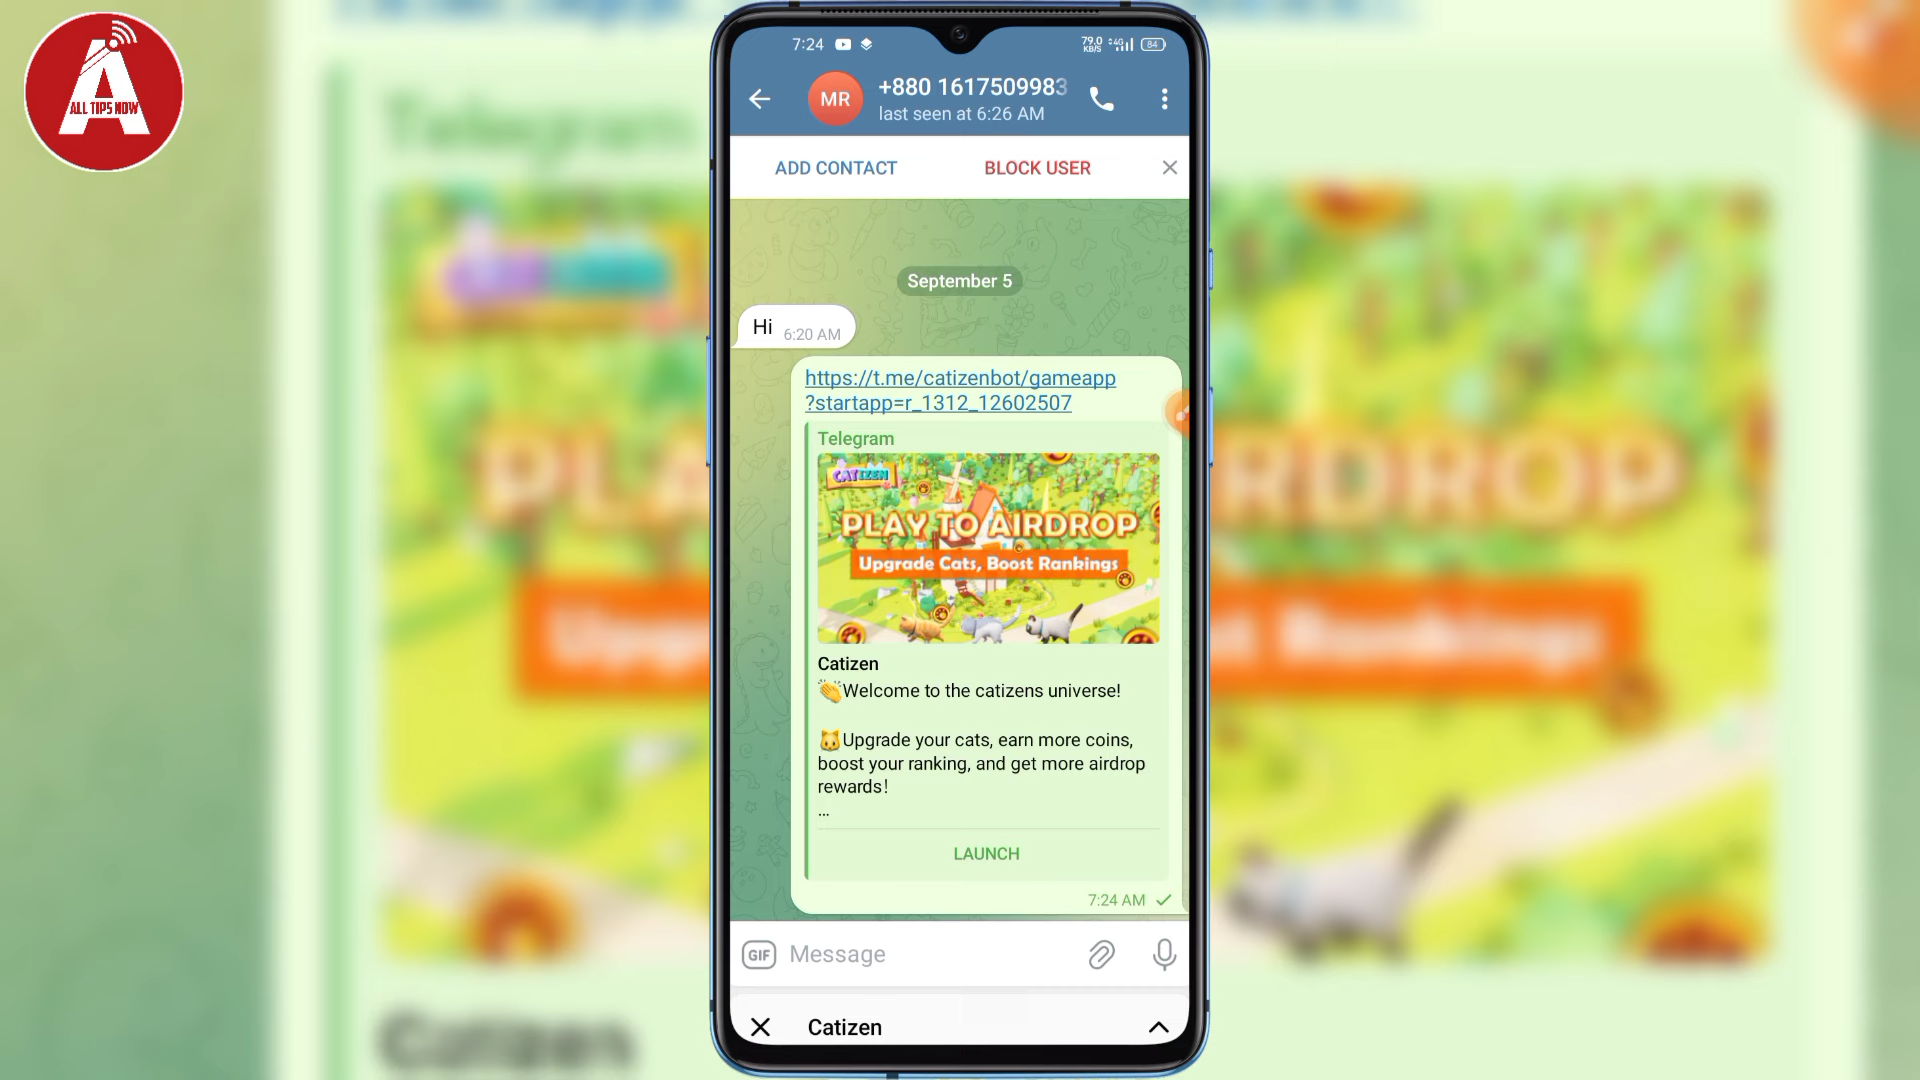 ALL TIPS NOW
7:24
79.0
KB/S
4G
84
MR
+880 1617509983
last seen at 6:26 AM
ADD CONTACT
BLOCK USER
September 5
Hi
6:20 AM
https://t.me/catizenbot/gameapp
?startapp=r_1312_12602507
Telegram
CATIZEN
PLAY TO AIRDROP
Upgrade Cats, Boost Rankings
Catizen
👏Welcome to the catizens universe!
🐱Upgrade your cats, earn more coins,
boost your ranking, and get more airdrop
rewards!
...
LAUNCH
7:24 AM
GIF
Message
Catizen